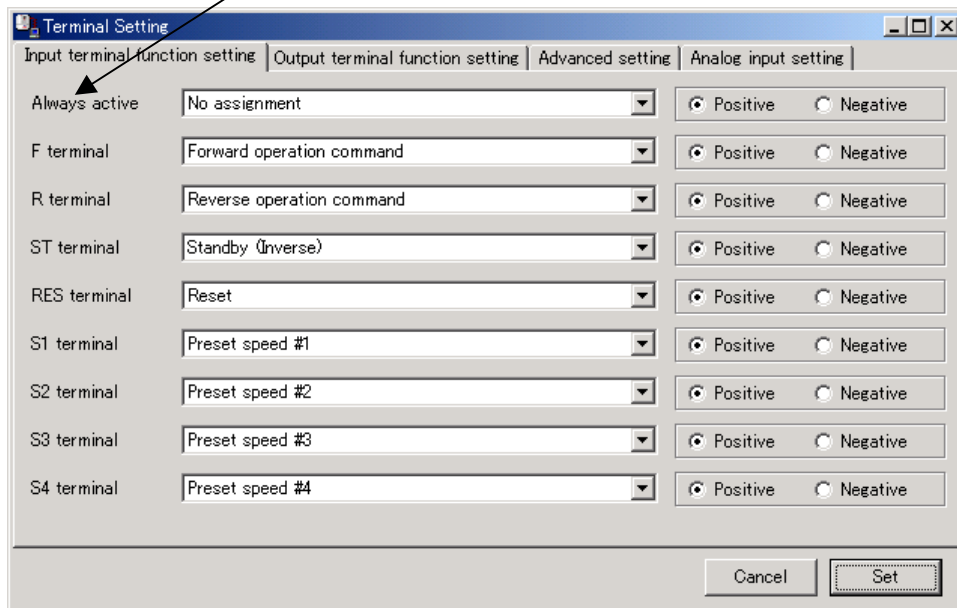 Terminal Setting
Input terminal function setting Output terminal function setting Advanced setting Analog input setting
Always active No assignment Positive Negative
F terminal Forward operation command Positive Negative
R terminal Reverse operation command Positive Negative
ST terminal Standby (Inverse) Positive Negative
RES terminal Reset Positive Negative
S1 terminal Preset speed #1 Positive Negative
S2 terminal Preset speed #2 Positive Negative
S3 terminal Preset speed #3 Positive Negative
S4 terminal Preset speed #4 Positive Negative
Cancel Set